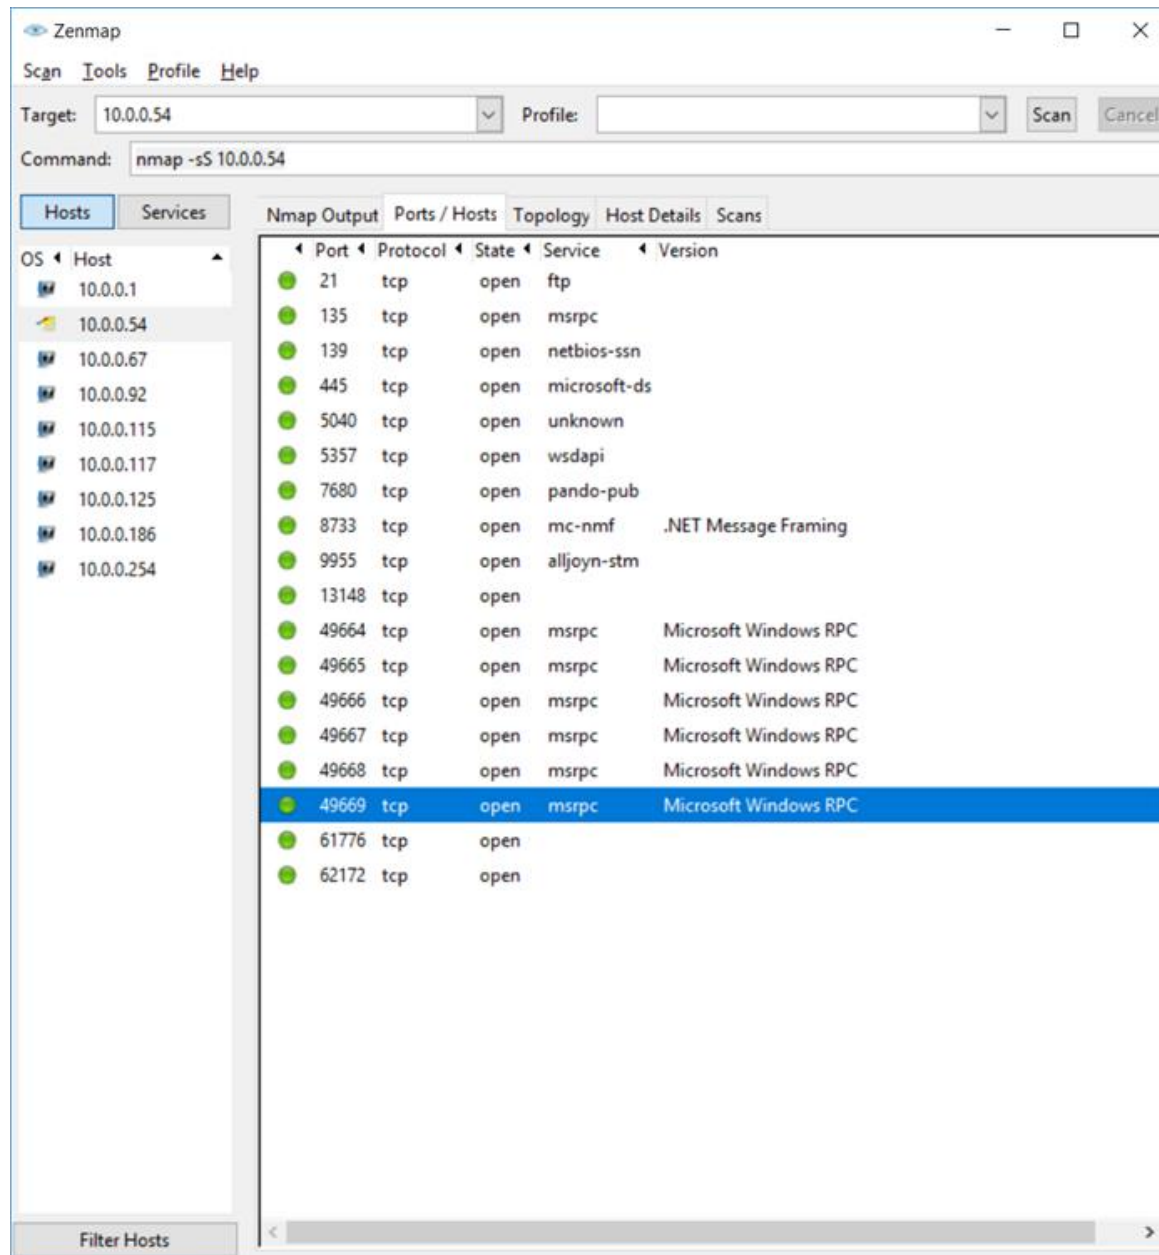 Zenmap
Scan Tools Profile Help
Target: 10.0.0.54 Profile: Scan Cancel
Command: nmap -sS 10.0.0.54
Hosts Services
Nmap Output Ports / Hosts Topology Host Details Scans
OS Host
10.0.0.1
10.0.0.54
10.0.0.67
10.0.0.92
10.0.0.115
10.0.0.117
10.0.0.125
10.0.0.186
10.0.0.254
Port Protocol State Service Version
21 tcp open ftp
135 tcp open msrpc
139 tcp open netbios-ssn
445 tcp open microsoft-ds
5040 tcp open unknown
5357 tcp open wsdapi
7680 tcp open pando-pub
8733 tcp open mc-nmf .NET Message Framing
9955 tcp open alljoyn-stm
13148 tcp open
49664 tcp open msrpc Microsoft Windows RPC
49665 tcp open msrpc Microsoft Windows RPC
49666 tcp open msrpc Microsoft Windows RPC
49667 tcp open msrpc Microsoft Windows RPC
49668 tcp open msrpc Microsoft Windows RPC
49669 tcp open msrpc Microsoft Windows RPC
61776 tcp open
62172 tcp open
Filter Hosts